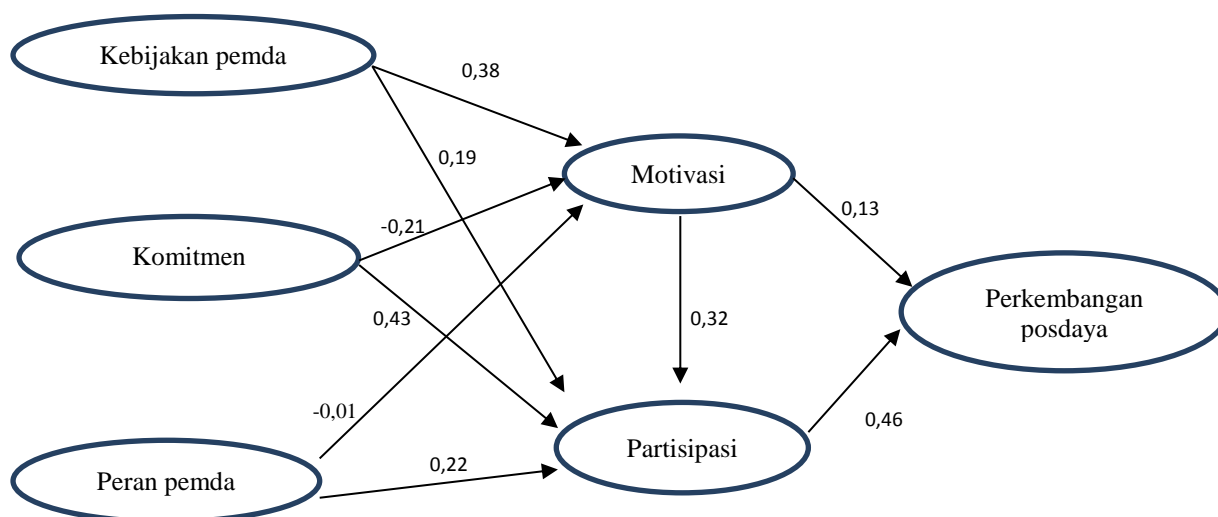 Kebijakan pemda
0,38
0,19
Motivasi
-0,21
0,13
Komitmen
Perkembangan
posdaya
0,43
0,32
-0,01
0,46
Partisipasi
0,22
Peran pemda